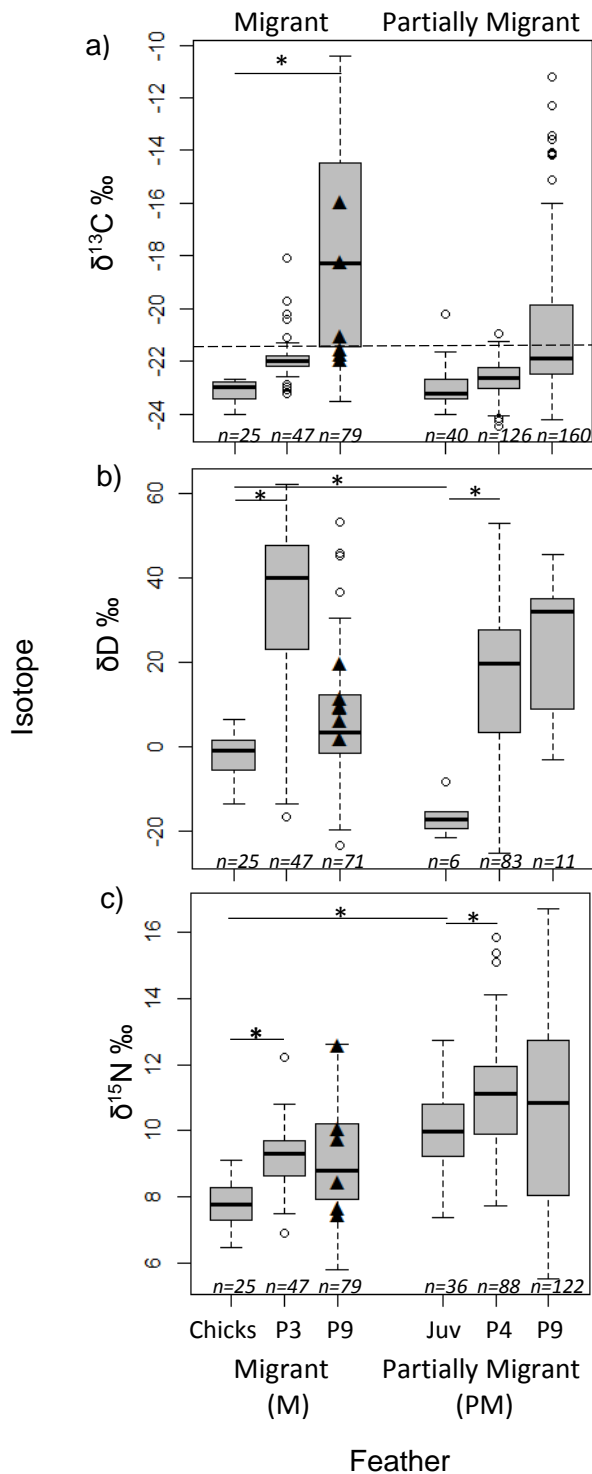 Migrant Partially Migrant
a)
*
-10
-12
-14
-16
-18
-20
-22
-24
δ¹³C ‰
n=25 n=47 n=79 n=40 n=126 n=160
b)
* * *
60
40
20
0
-20
δD ‰
Isotope
n=25 n=47 n=71 n=6 n=83 n=11
c)
* * *
16
14
12
10
8
6
δ¹⁵N ‰
n=25 n=47 n=79 n=36 n=88 n=122
Chicks P3 P9 Juv P4 P9
Migrant Partially Migrant
(M) (PM)
Feather